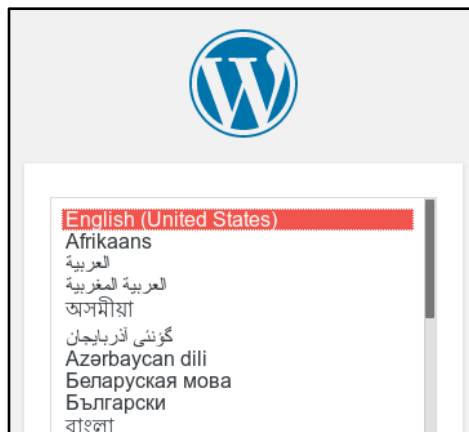 English (United States)
Afrikaans
العربية
العربية المغربية
অসমীয়া
گؤنئی آذربایجان
Azərbaycan dili
Беларуская мова
Български
বাংলা